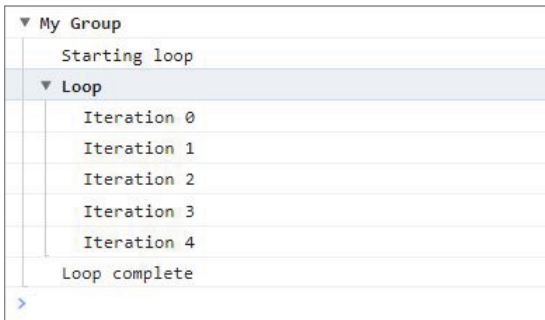 My Group
Starting loop
Loop
Iteration 0
Iteration 1
Iteration 2
Iteration 3
Iteration 4
Loop complete
>